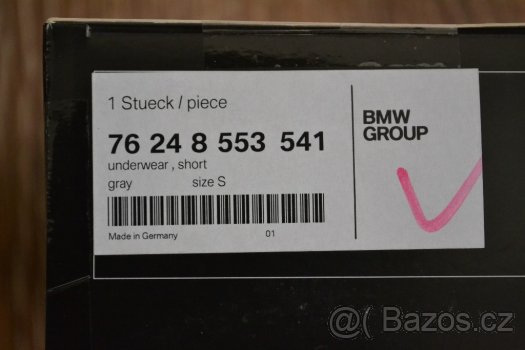 1 Stueck / piece
76 24 8 553 541
underwear , short
gray size S
Made in Germany 01
BMW
GROUP
@( Bazoš.cz